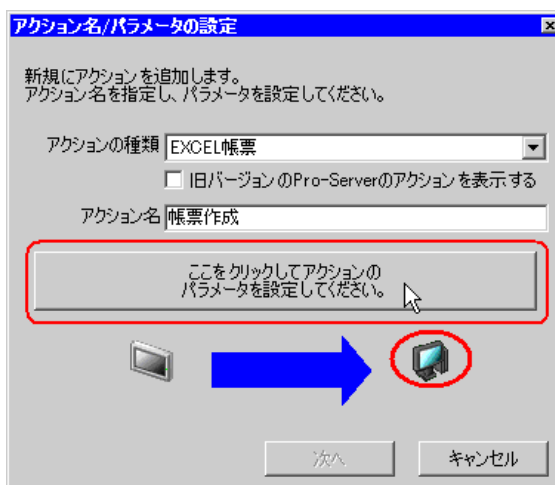 アクション名/パラメータの設定
新規にアクションを追加します。
アクション名を指定し、パラメータを設定してください。
アクションの種類 EXCEL帳票
旧バージョンのPro-Serverのアクションを表示する
アクション名 帳票作成
ここをクリックしてアクションの
パラメータを設定してください。
次へ キャンセル